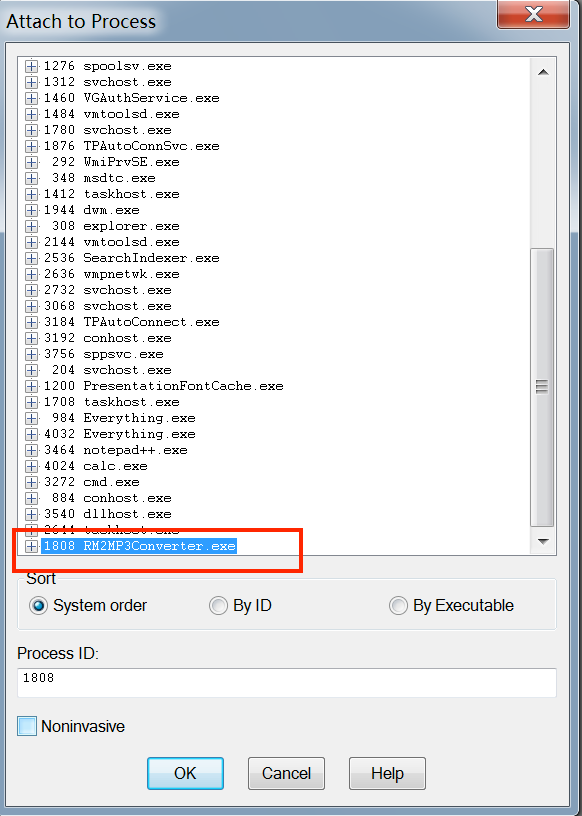 Attach to Process
1276 spoolsv.exe
1312 svchost.exe
1460 VGAuthService.exe
1484 vmtoolsd.exe
1780 svchost.exe
1876 TPAutoConnSvc.exe
292 WmiPrvSE.exe
348 msdtc.exe
1412 taskhost.exe
1944 dwm.exe
308 explorer.exe
2144 vmtoolsd.exe
2536 SearchIndexer.exe
2636 wmpnetwk.exe
2732 svchost.exe
3068 svchost.exe
3184 TPAutoConnect.exe
3192 conhost.exe
3756 sppsvc.exe
204 svchost.exe
1200 PresentationFontCache.exe
1708 taskhost.exe
984 Everything.exe
4032 Everything.exe
3464 notepad++.exe
4024 calc.exe
3272 cmd.exe
884 conhost.exe
3540 dllhost.exe
2644 taskhost.exe
1808 RM2MP3Converter.exe
Sort
System order By ID By Executable
Process ID:
1808
Noninvasive
OK Cancel Help